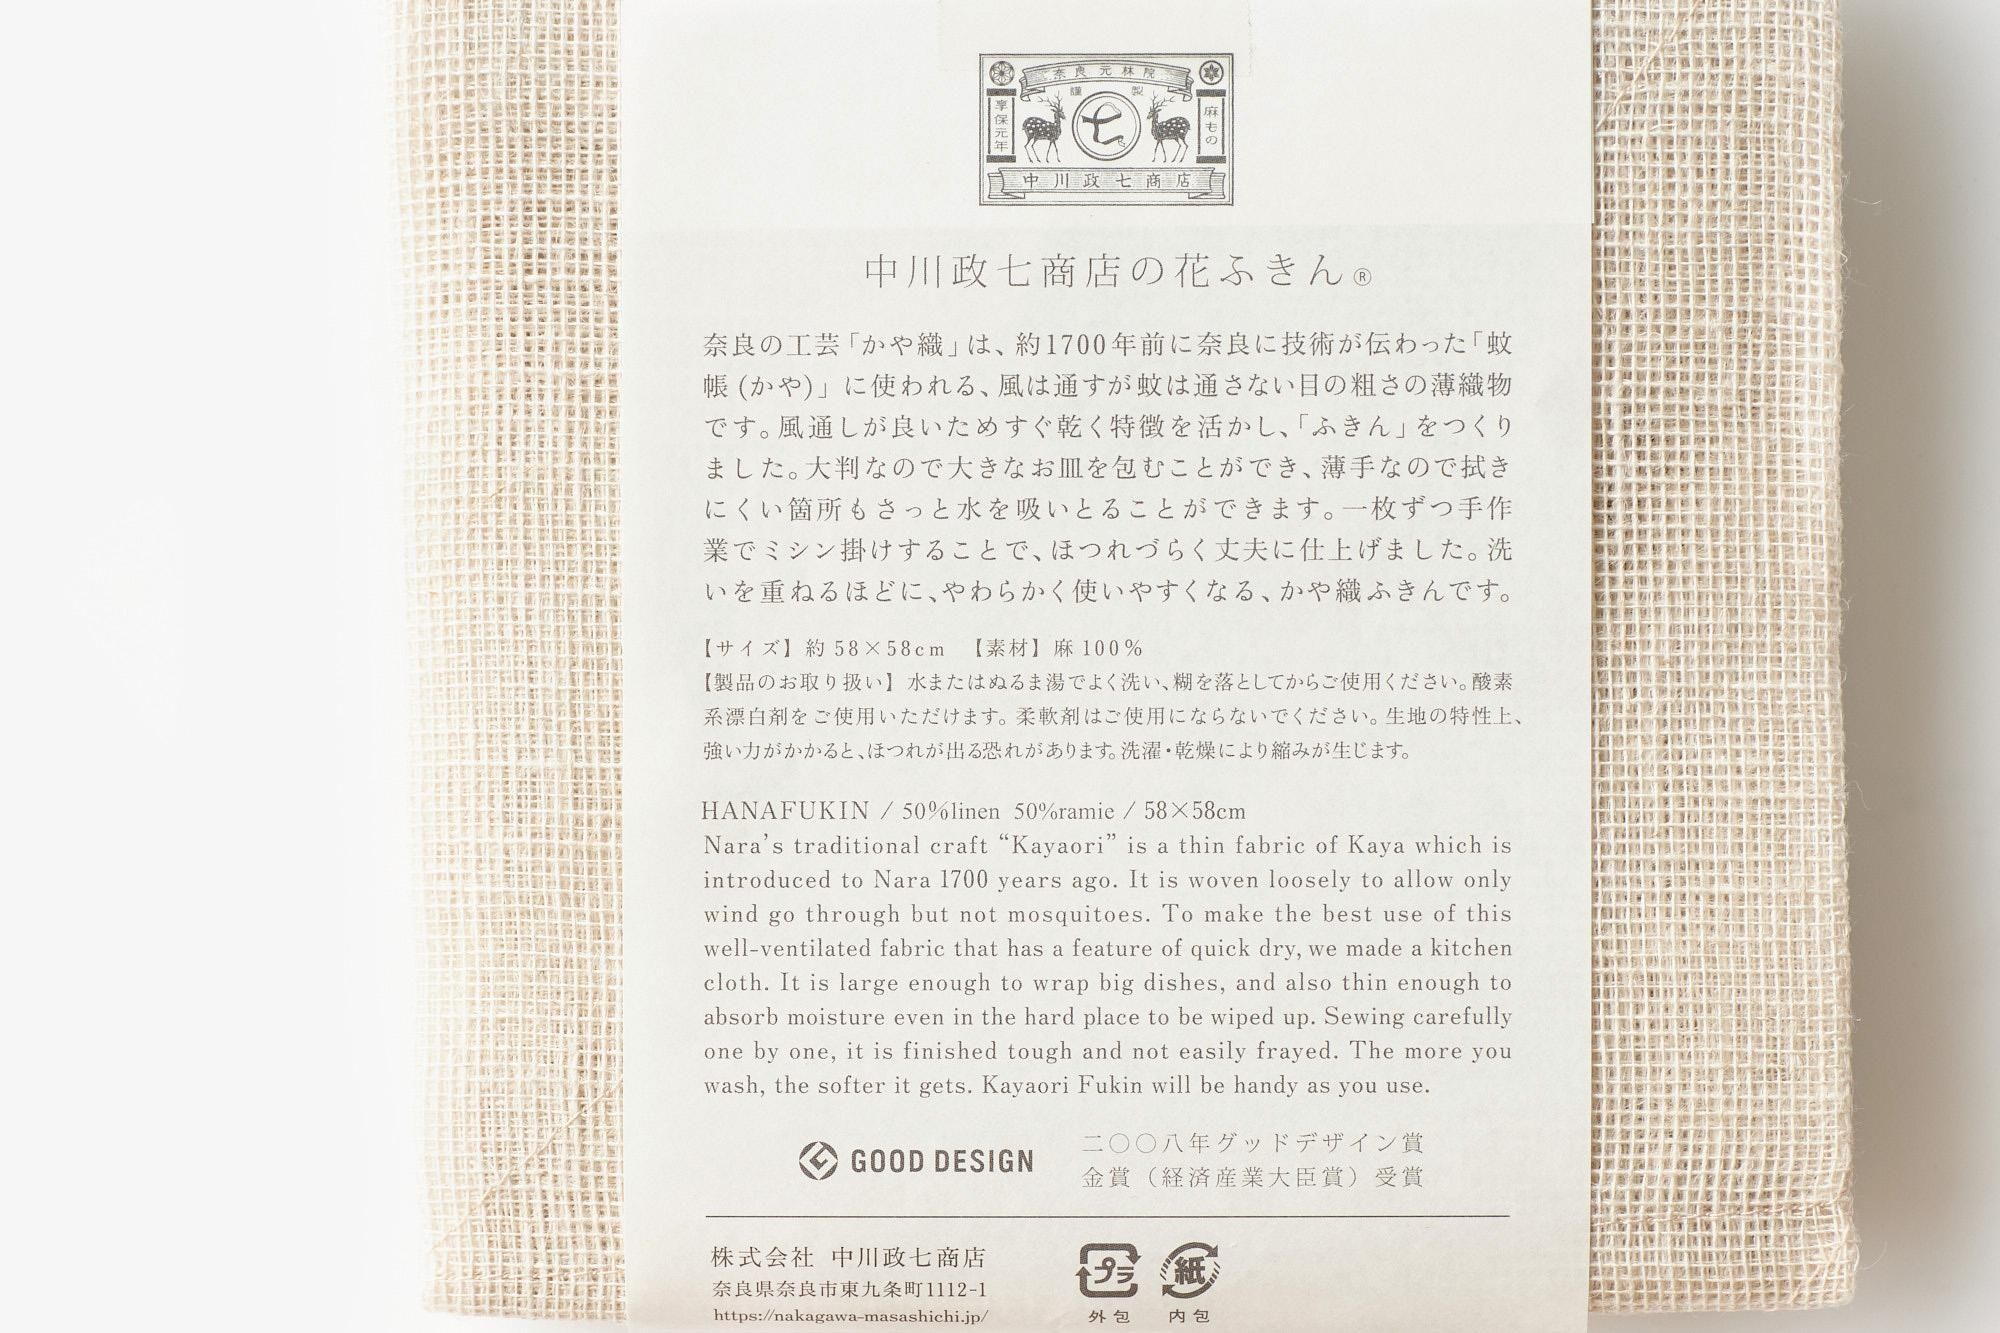 奈良元林院
謹製
享保元年
麻もの
七
中川政七商店
中川政七商店の花ふきん®
奈良の工芸「かや織」は、約1700年前に奈良に技術が伝わった「蚊
帳(かや)」に使われる、風は通すが蚊は通さない目の粗さの薄織物
です。風通しが良いためすぐ乾く特徴を活かし、「ふきん」をつくり
ました。大判なので大きなお皿を包むことができ、薄手なので拭き
にくい箇所もさっと水を吸いとることができます。一枚ずつ手作
業でミシン掛けすることで、ほつれづらく丈夫に仕上げました。洗
いを重ねるほどに、やわらかく使いやすくなる、かや織ふきんです。
【サイズ】約58×58cm 【素材】麻100%
【製品のお取り扱い】水またはぬるま湯でよく洗い、糊を落としてからご使用ください。酸素
系漂白剤をご使用いただけます。柔軟剤はご使用にならないでください。生地の特性上、
強い力がかかると、ほつれが出る恐れがあります。洗濯・乾燥により縮みが生じます。
HANAFUKIN / 50%linen 50%ramie / 58×58cm
Nara's traditional craft “Kayaori” is a thin fabric of Kaya which is
introduced to Nara 1700 years ago. It is woven loosely to allow only
wind go through but not mosquitoes. To make the best use of this
well-ventilated fabric that has a feature of quick dry, we made a kitchen
cloth. It is large enough to wrap big dishes, and also thin enough to
absorb moisture even in the hard place to be wiped up. Sewing carefully
one by one, it is finished tough and not easily frayed. The more you
wash, the softer it gets. Kayaori Fukin will be handy as you use.
GOOD DESIGN
二〇〇八年グッドデザイン賞
金賞（経済産業大臣賞）受賞
株式会社 中川政七商店
奈良県奈良市東九条町1112-1
https://nakagawa-masashichi.jp/
プラ
外包
紙
内包